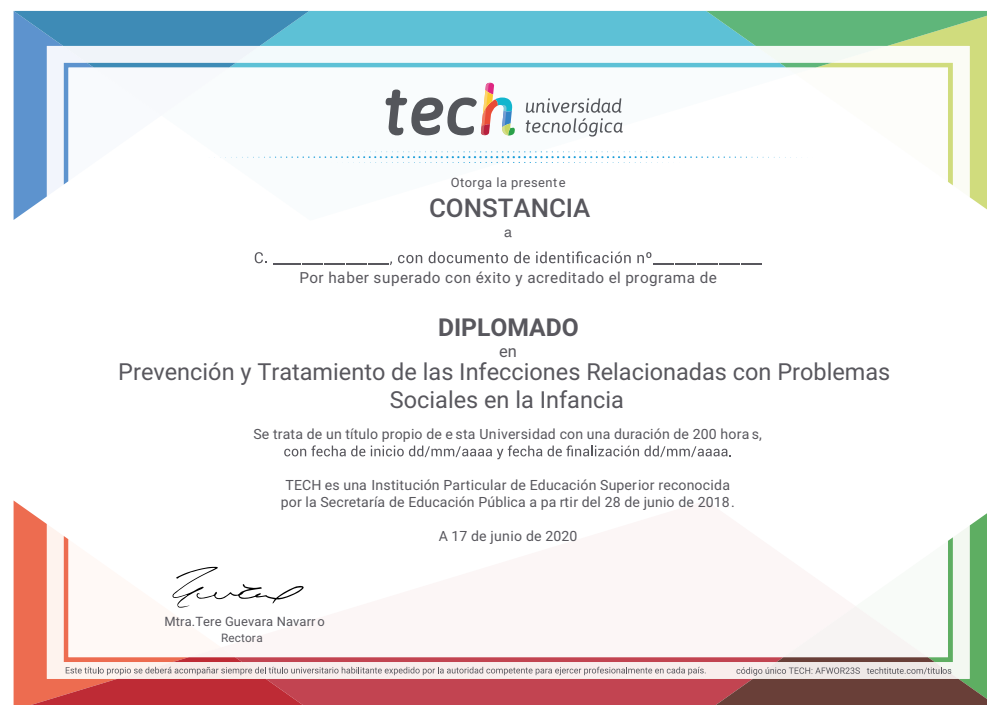 tech universidad
tecnológica
Otorga la presente
CONSTANCIA
a
C. ______________, con documento de identificación nº_____________
Por haber superado con éxito y acreditado el programa de
DIPLOMADO
en
Prevención y Tratamiento de las Infecciones Relacionadas con Problemas
Sociales en la Infancia
Se trata de un título propio de esta Universidad con una duración de 200 horas,
con fecha de inicio dd/mm/aaaa y fecha de finalización dd/mm/aaaa.
TECH es una Institución Particular de Educación Superior reconocida
por la Secretaría de Educación Pública a partir del 28 de junio de 2018.
A 17 de junio de 2020
Mtra.Tere Guevara Navarro
Rectora
Este título propio se deberá acompañar siempre del título universitario habilitante expedido por la autoridad competente para ejercer profesionalmente en cada país. código único TECH: AFWOR23S techtitute.com/titulos